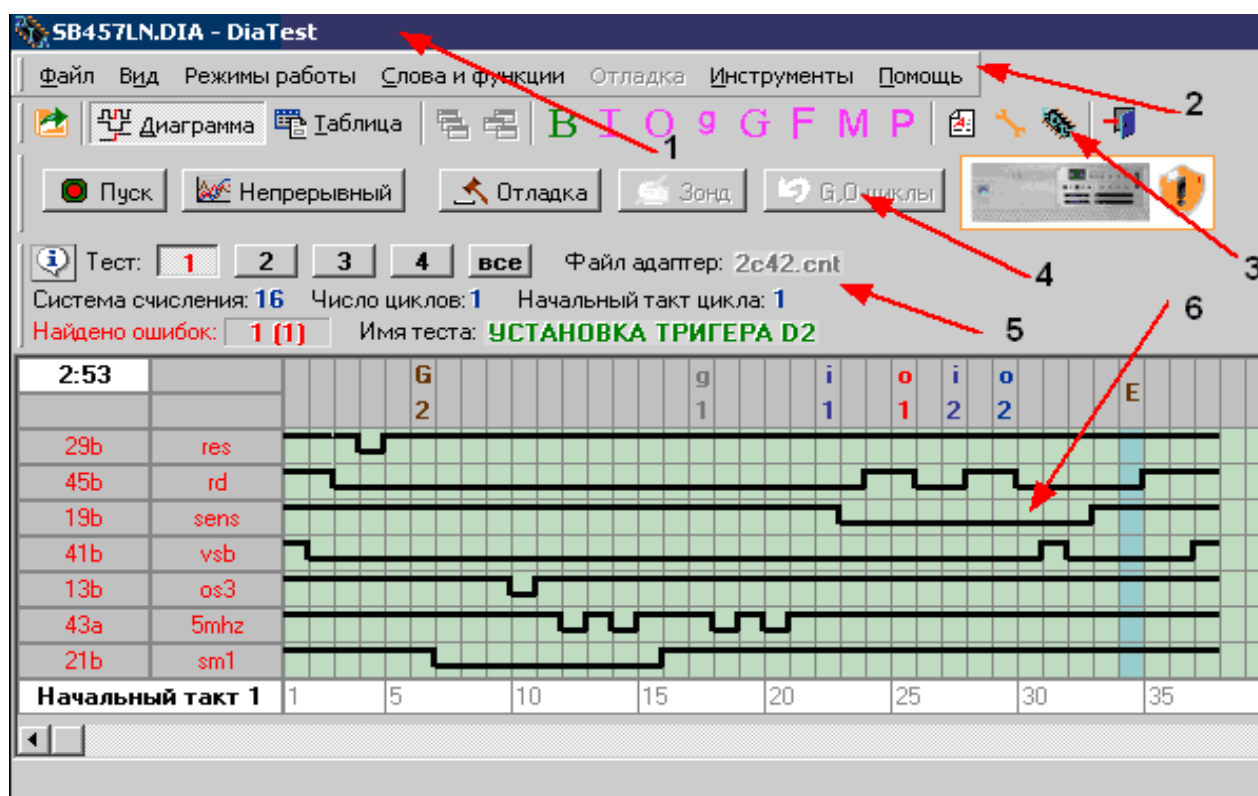 SB457LN.DIA - DiaTest
Файл Вид Режимы работы Слова и функции Отладка Инструменты Помощь
2
Диаграмма Таблица B I O g G F M P
1
Пуск Непрерывный Отладка Зонд G,O циклы
Тест: 1 2 3 4 все Файл адаптер: 2c42.cnt
4
3
Система счисления: 16 Число циклов: 1 Начальный такт цикла: 1
6
Найдено ошибок: 1 (1) Имя теста: УСТАНОВКА ТРИГЕРА D2
5
2:53 G g i o i o E
2 1 1 1 2 2
29b res
45b rd
19b sens
41b vsb
13b os3
43a 5mhz
21b sm1
Начальный такт 1 1 5 10 15 20 25 30 35